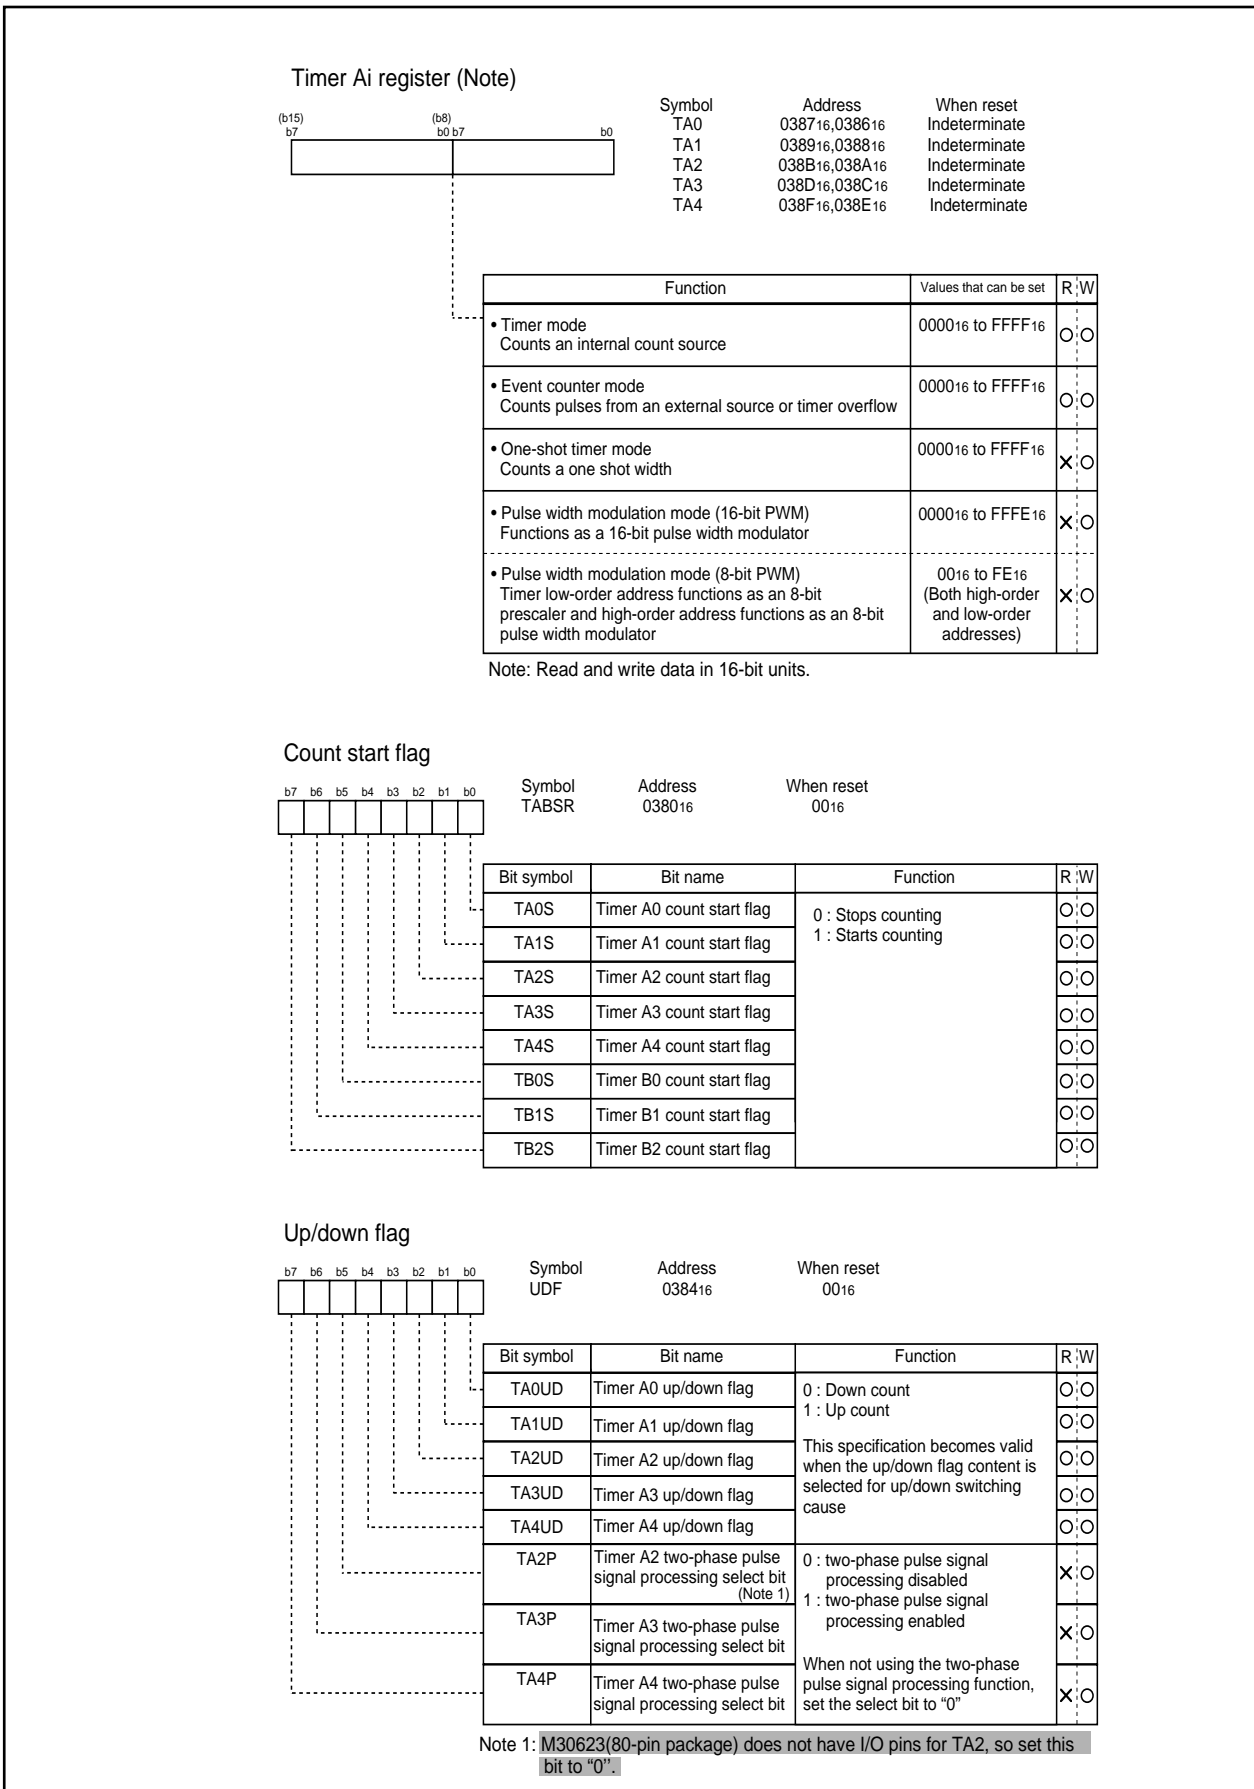 Timer Ai register (Note)
Symbol Address When reset
(b15) (b8)
b7 b0 b7 b0
TA0 038716,038616 Indeterminate
TA1 038916,038816 Indeterminate
TA2 038B16,038A16 Indeterminate
TA3 038D16,038C16 Indeterminate
TA4 038F16,038E16 Indeterminate
Function Values that can be set R W
• Timer mode 000016 to FFFF16
Counts an internal count source
• Event counter mode 000016 to FFFF16
Counts pulses from an external source or timer overflow
• One-shot timer mode 000016 to FFFF16
Counts a one shot width
• Pulse width modulation mode (16-bit PWM) 000016 to FFFE16
Functions as a 16-bit pulse width modulator
• Pulse width modulation mode (8-bit PWM) 0016 to FE16
Timer low-order address functions as an 8-bit (Both high-order
prescaler and high-order address functions as an 8-bit and low-order
pulse width modulator addresses)
Note: Read and write data in 16-bit units.
Count start flag
Symbol Address When reset
b7 b6 b5 b4 b3 b2 b1 b0
TABSR 038016 0016
Bit symbol Bit name Function R W
TA0S Timer A0 count start flag 0 : Stops counting
TA1S Timer A1 count start flag 1 : Starts counting
TA2S Timer A2 count start flag
TA3S Timer A3 count start flag
TA4S Timer A4 count start flag
TB0S Timer B0 count start flag
TB1S Timer B1 count start flag
TB2S Timer B2 count start flag
Up/down flag
Symbol Address When reset
b7 b6 b5 b4 b3 b2 b1 b0
UDF 038416 0016
Bit symbol Bit name Function R W
TA0UD Timer A0 up/down flag 0 : Down count
TA1UD Timer A1 up/down flag 1 : Up count
This specification becomes valid
TA2UD Timer A2 up/down flag when the up/down flag content is
TA3UD Timer A3 up/down flag selected for up/down switching
cause
TA4UD Timer A4 up/down flag
TA2P Timer A2 two-phase pulse 0 : two-phase pulse signal
signal processing select bit processing disabled
(Note 1) 1 : two-phase pulse signal
TA3P Timer A3 two-phase pulse processing enabled
signal processing select bit
When not using the two-phase
TA4P Timer A4 two-phase pulse pulse signal processing function,
signal processing select bit set the select bit to “0”
Note 1: M30623(80-pin package) does not have I/O pins for TA2, so set this
bit to “0’’.